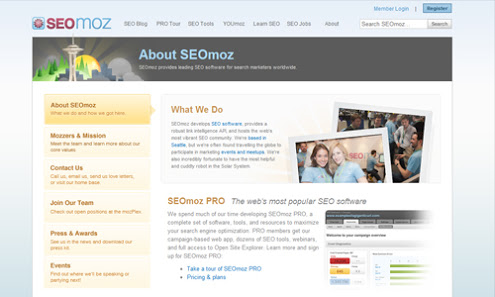 Member Login | Register
SEOmoz
SEO Blog PRO Tour SEO Tools YOUmoz Learn SEO SEO Jobs About
Search SEOmoz... Search
About SEOmoz
SEOmoz provides leading SEO software for search marketers worldwide.
About SEOmoz
What we do and how we got here.
Mozzers & Mission
Meet the team and learn more about our
core values.
Contact Us
Call us, email us, send us love letters,
or visit our home base.
Join Our Team
Check our open positions at the mozPlex.
Press & Awards
See us in the news and download our
press kit.
Events
Find out where we'll be speaking or
partying next!
What We Do
SEOmoz develops SEO software, provides a
robust link intelligence API, and hosts the web's
most vibrant SEO community. We're based in
Seattle, but we're often found travelling the globe to
participate in marketing events and meetups. We're
also incredibly fortunate to have the most helpful
and cuddly robot in the Solar System.
SEOmoz PRO The web's most popular SEO software
We spend much of our time developing SEOmoz PRO, a
complete set of software, tools, and resources to maximize
your search engine optimization. PRO members get our
campaign-based web app, dozens of SEO tools, webinars,
and full access to Open Site Explorer. Learn more and sign
up for SEOmoz PRO:
Take a tour of SEOmoz PRO
Pricing & plans
Welcome to your campaign overview